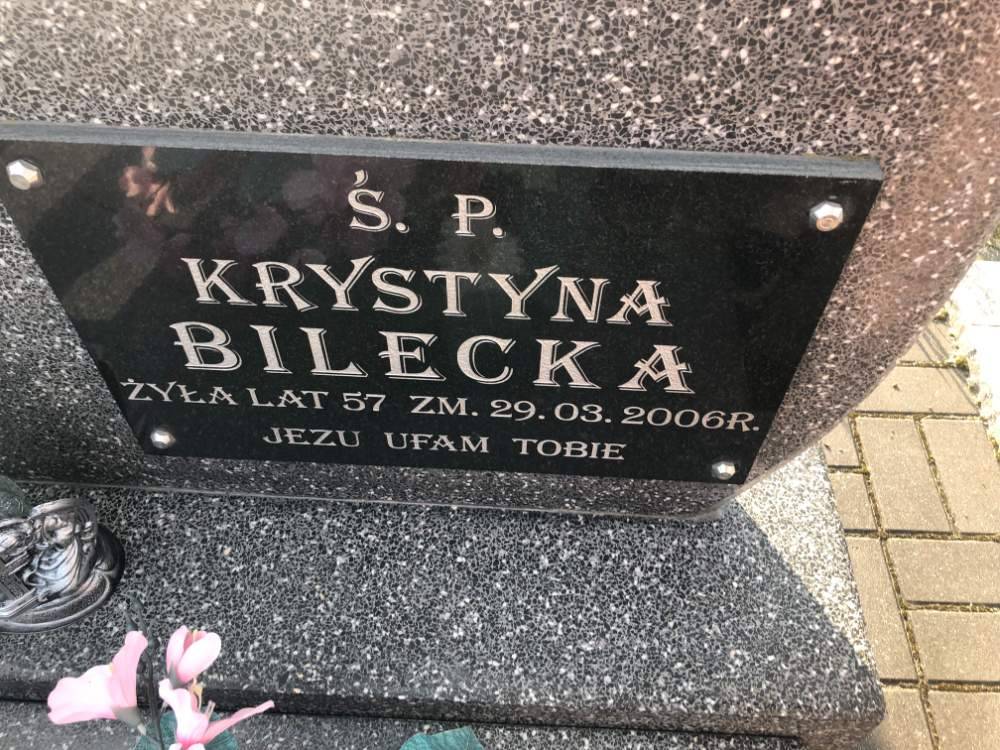 Ś. P.
KRYSTYNA
BILECKA
ŻYŁA LAT 57 ZM. 29.03.2006R.
JEZU UFAM TOBIE